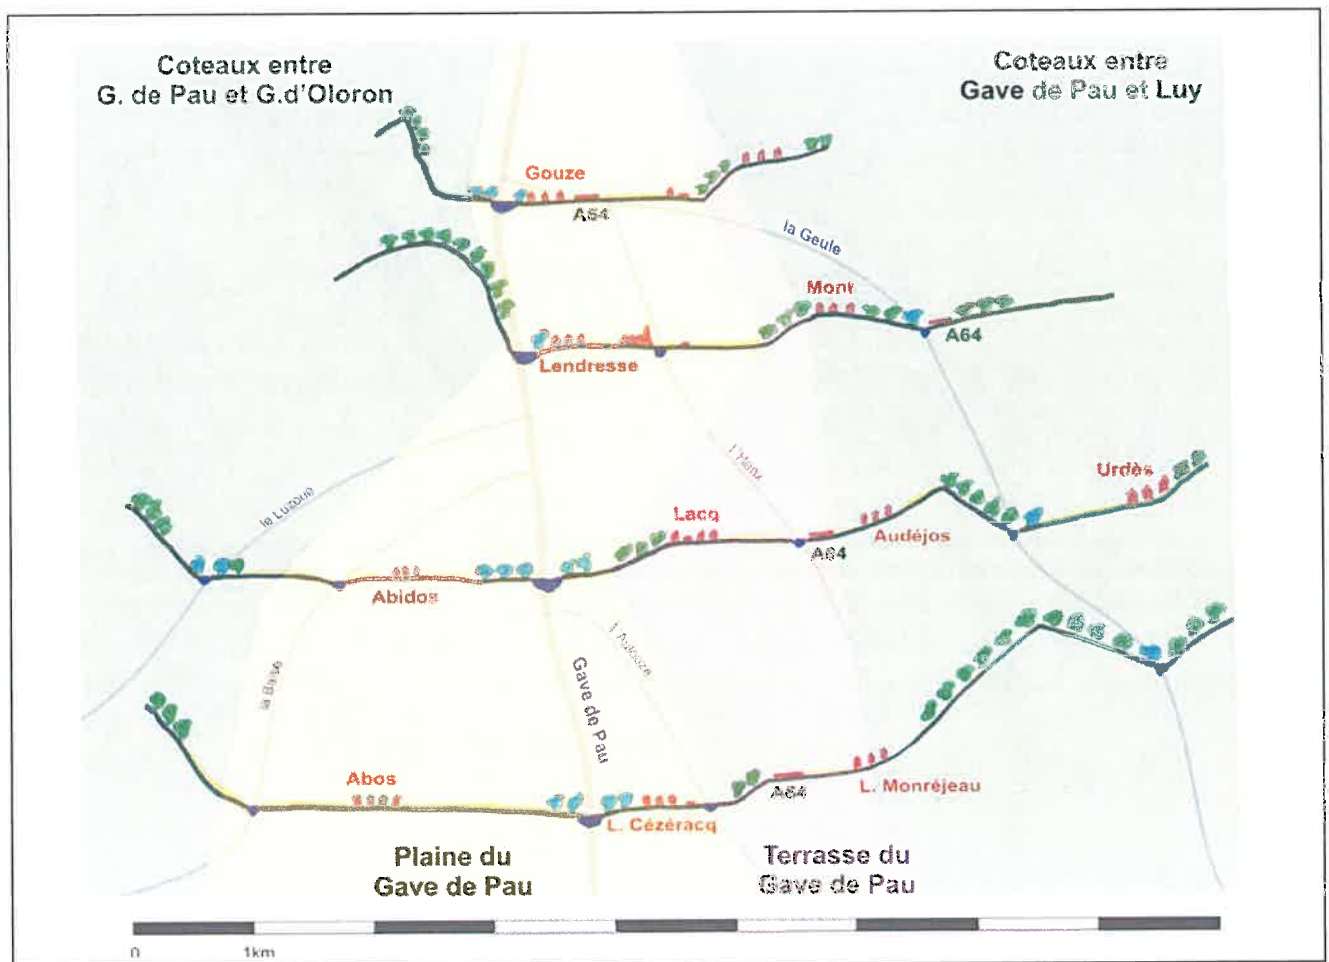 Coteaux entre
G. de Pau et G.d'Oloron
Coteaux entre
Gave de Pau et Luy
Gouze
A64
la Geule
Mont
A64
Lendresse
Urdès
le Luzoué
Lacq
A64
Audéjos
Abidos
la Baïse
Gave de Pau
Abos
A64
L. Monréjeau
L. Cézéracq
Plaine du
Gave de Pau
Terrasse du
Gave de Pau
0
1km